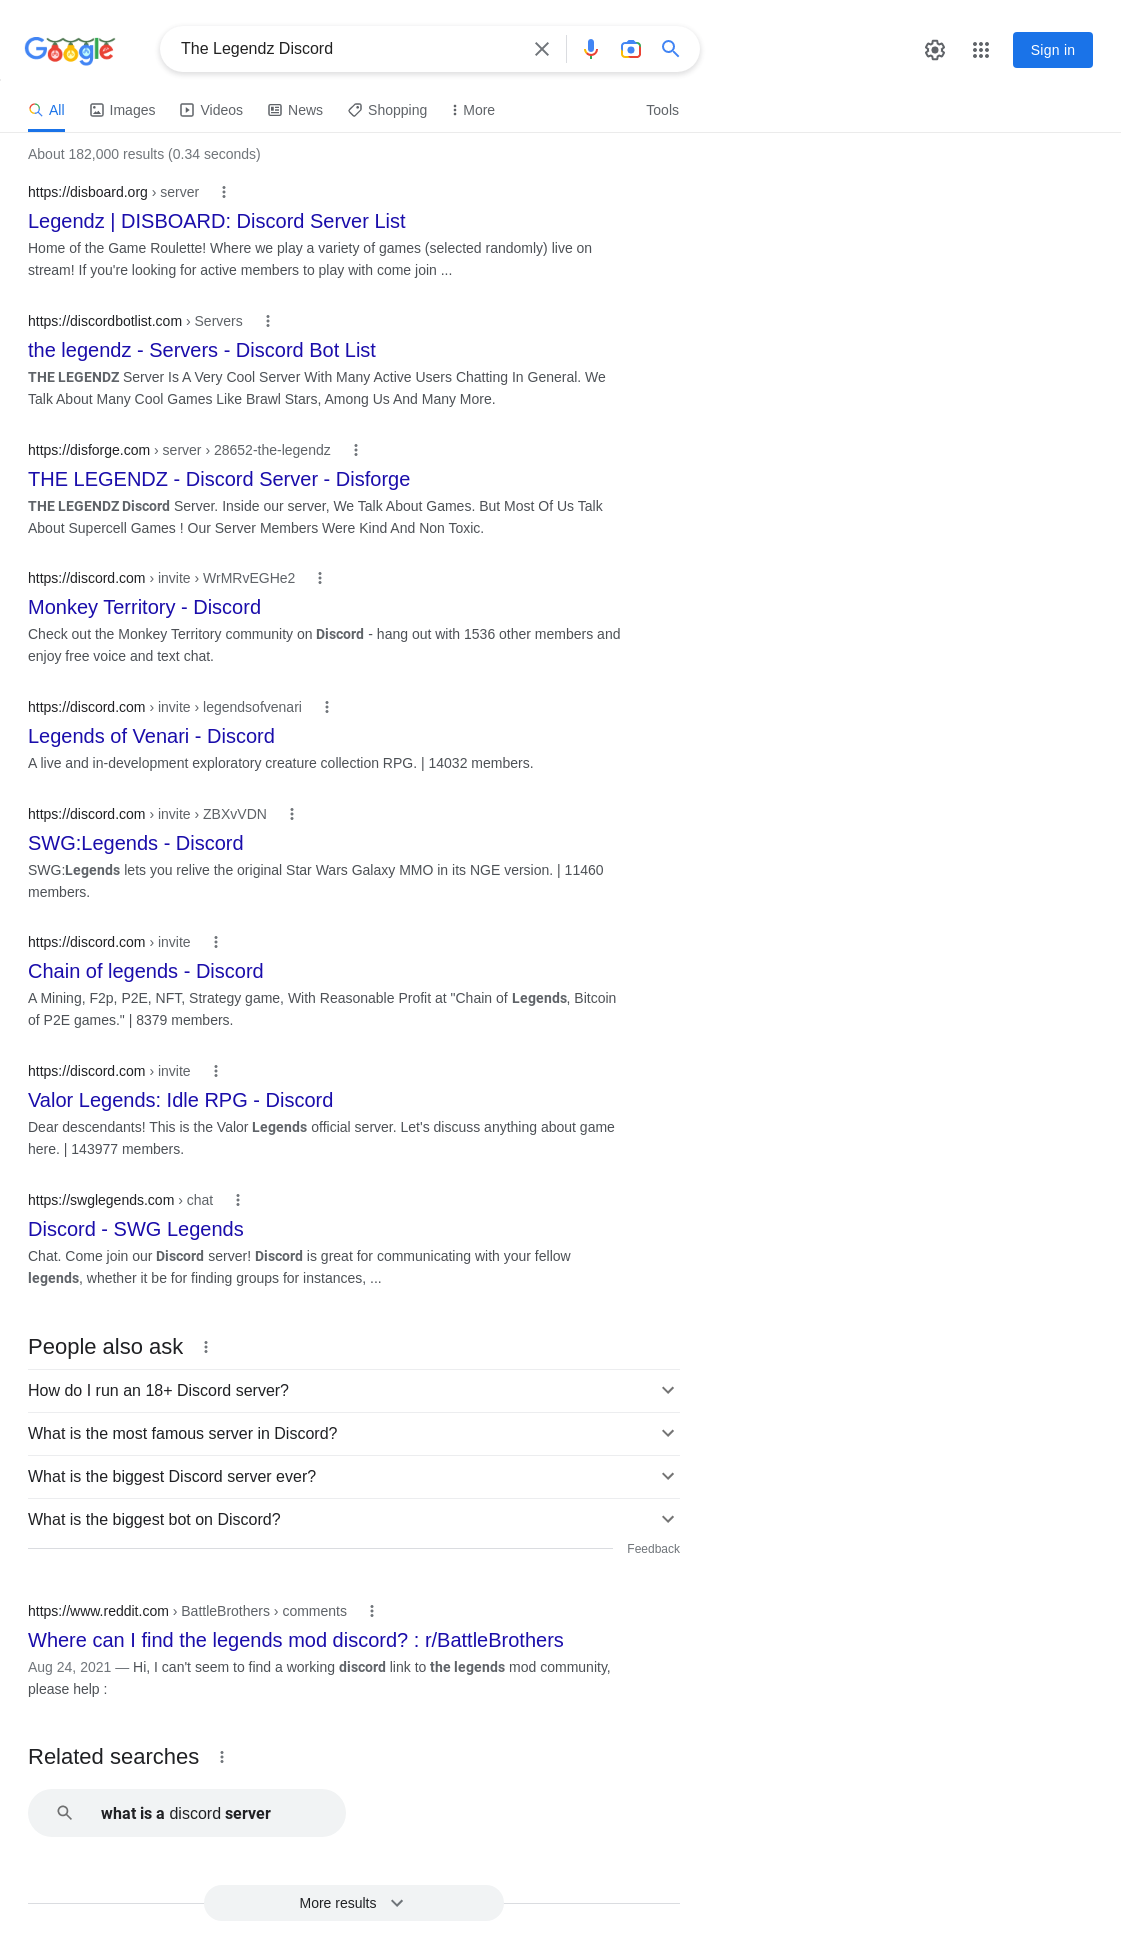 Google
The Legendz Discord
Sign in
All
Images
Videos
News
Shopping
More
Tools
About 182,000 results (0.34 seconds)
https://disboard.org › server
Legendz | DISBOARD: Discord Server List
Home of the Game Roulette! Where we play a variety of games (selected randomly) live on
stream! If you're looking for active members to play with come join ...
https://discordbotlist.com › Servers
the legendz - Servers - Discord Bot List
THE LEGENDZ Server Is A Very Cool Server With Many Active Users Chatting In General. We
Talk About Many Cool Games Like Brawl Stars, Among Us And Many More.
https://disforge.com › server › 28652-the-legendz
THE LEGENDZ - Discord Server - Disforge
THE LEGENDZ Discord Server. Inside our server, We Talk About Games. But Most Of Us Talk
About Supercell Games ! Our Server Members Were Kind And Non Toxic.
https://discord.com › invite › WrMRvEGHe2
Monkey Territory - Discord
Check out the Monkey Territory community on Discord - hang out with 1536 other members and
enjoy free voice and text chat.
https://discord.com › invite › legendsofvenari
Legends of Venari - Discord
A live and in-development exploratory creature collection RPG. | 14032 members.
https://discord.com › invite › ZBXvVDN
SWG:Legends - Discord
SWG:Legends lets you relive the original Star Wars Galaxy MMO in its NGE version. | 11460
members.
https://discord.com › invite
Chain of legends - Discord
A Mining, F2p, P2E, NFT, Strategy game, With Reasonable Profit at "Chain of Legends, Bitcoin
of P2E games." | 8379 members.
https://discord.com › invite
Valor Legends: Idle RPG - Discord
Dear descendants! This is the Valor Legends official server. Let's discuss anything about game
here. | 143977 members.
https://swglegends.com › chat
Discord - SWG Legends
Chat. Come join our Discord server! Discord is great for communicating with your fellow
legends, whether it be for finding groups for instances, ...
People also ask
How do I run an 18+ Discord server?
What is the most famous server in Discord?
What is the biggest Discord server ever?
What is the biggest bot on Discord?
Feedback
https://www.reddit.com › BattleBrothers › comments
Where can I find the legends mod discord? : r/BattleBrothers
Aug 24, 2021 — Hi, I can't seem to find a working discord link to the legends mod community,
please help :
Related searches
what is a discord server
More results